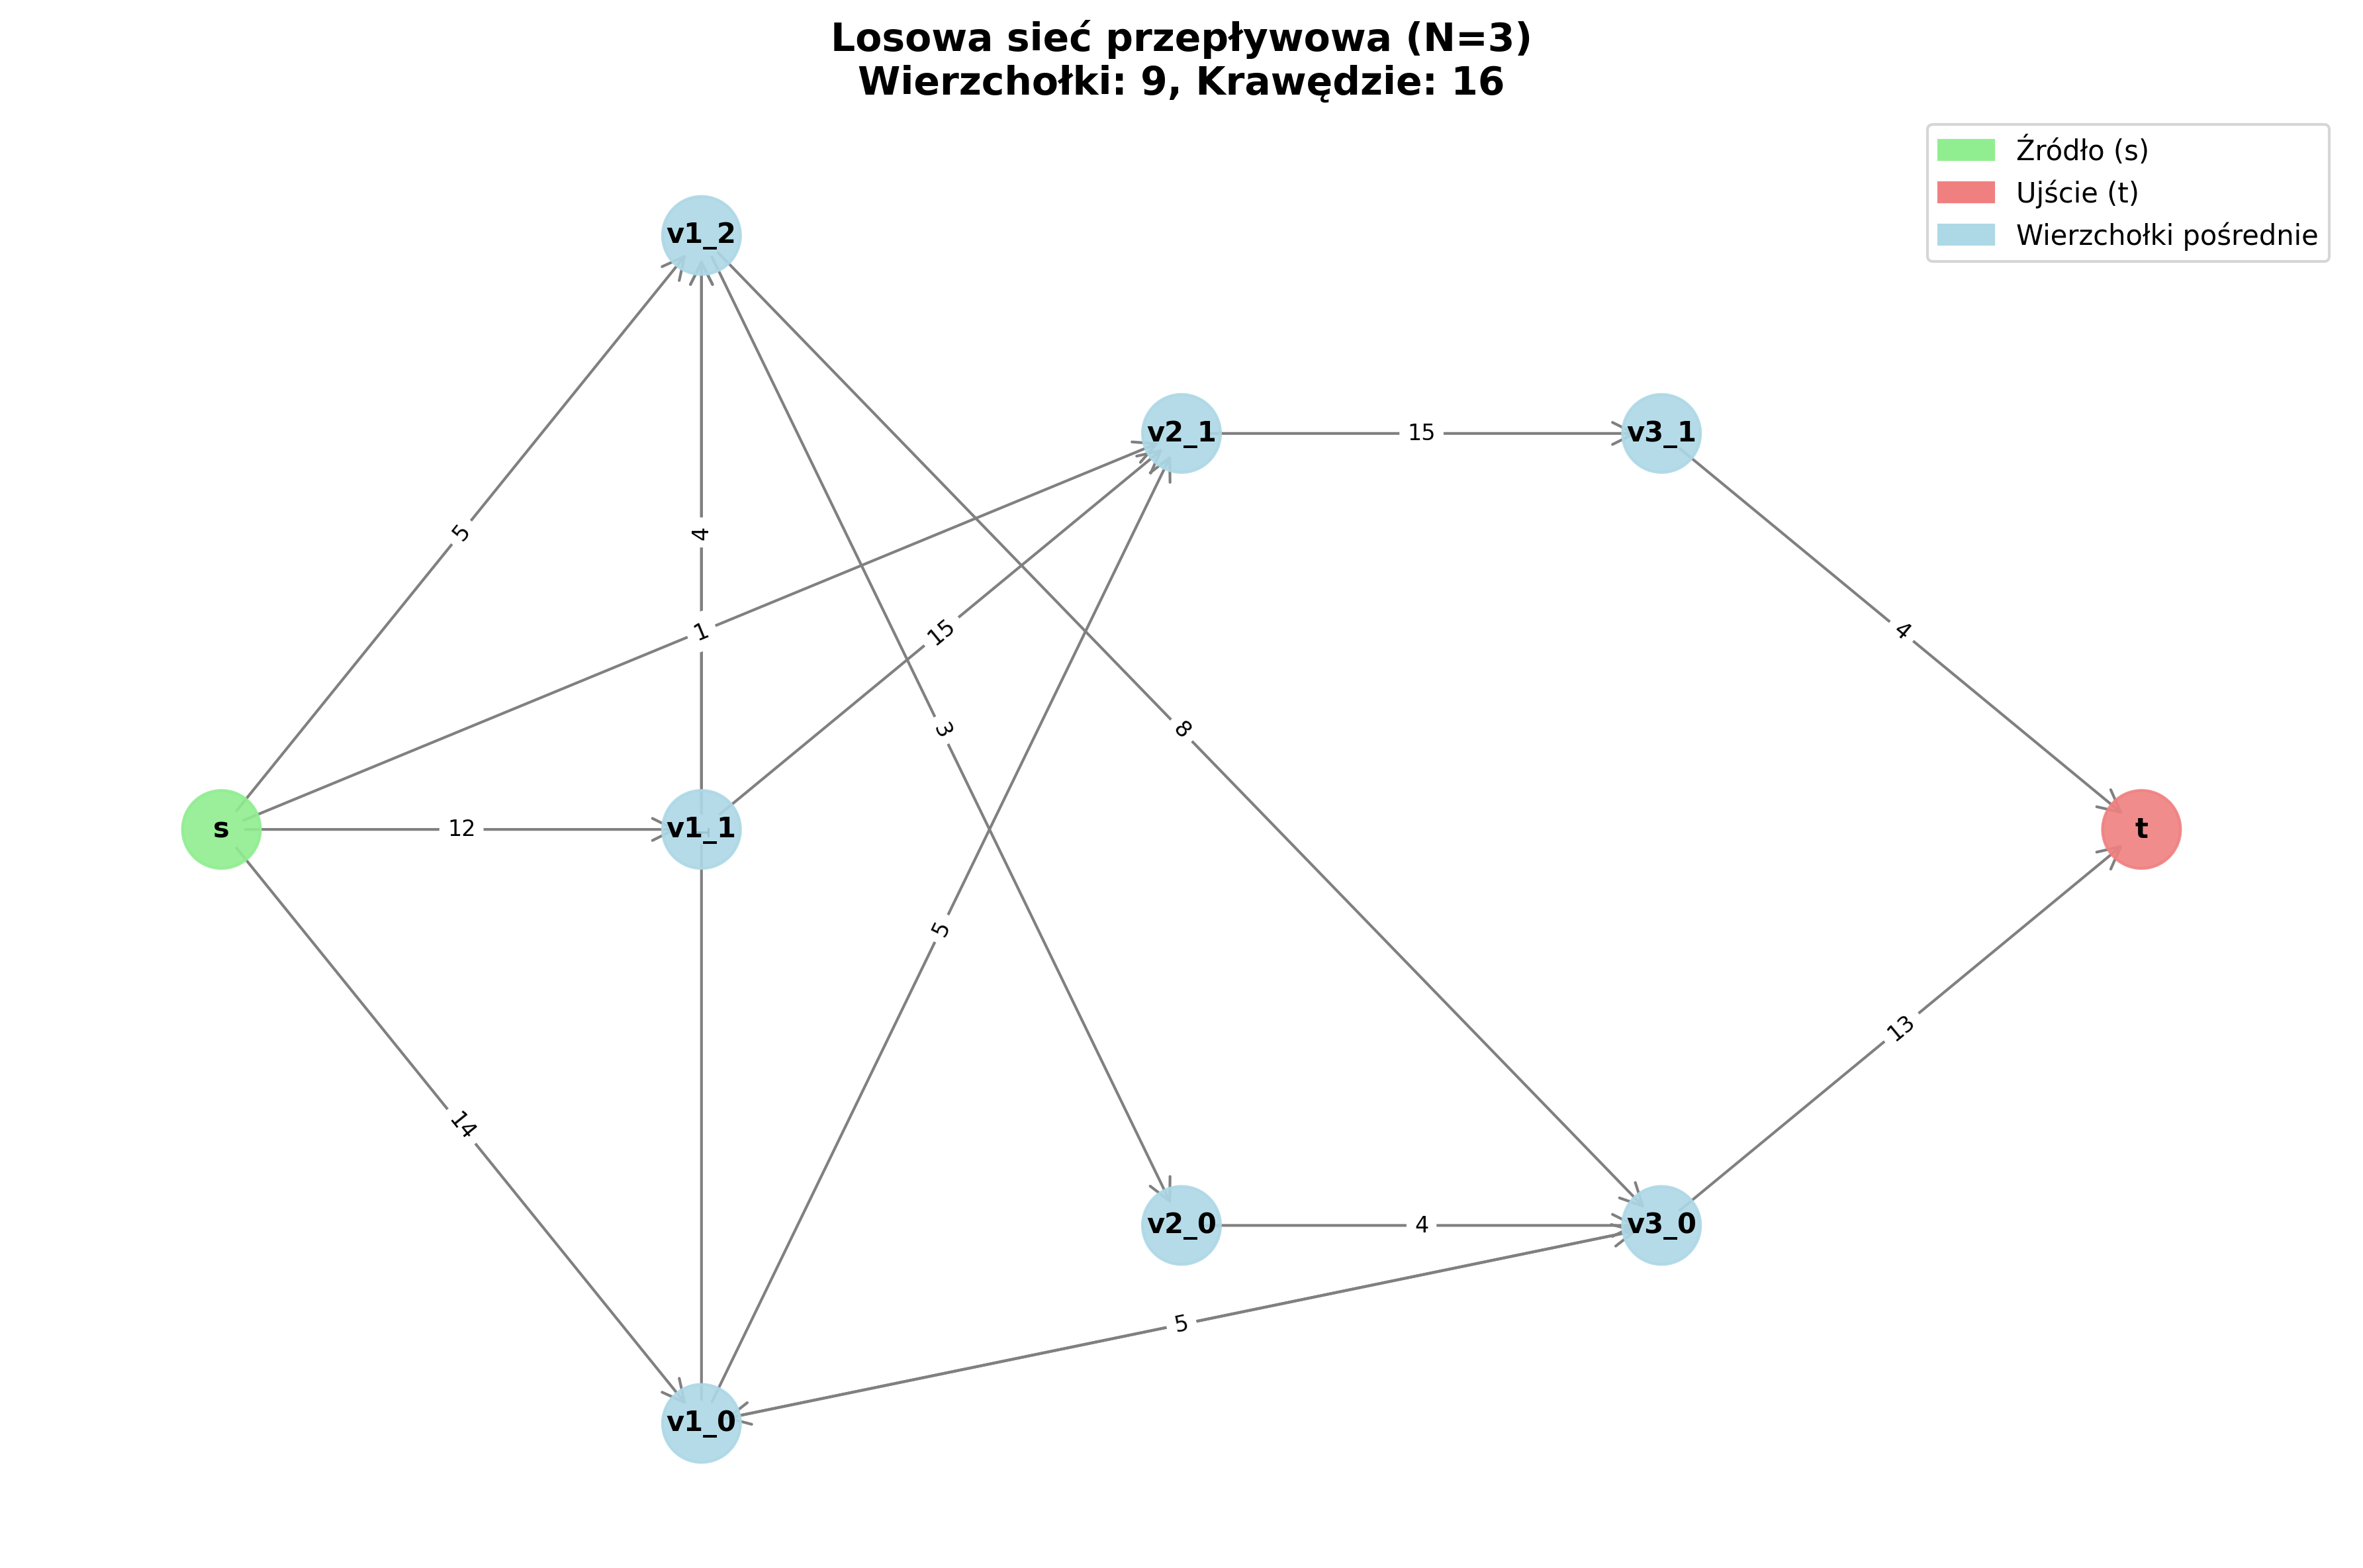 Losowa sieć przepływowa (N=3)
Wierzchołki: 9, Krawędzie: 16
Źródło (s)
Ujście (t)
Wierzchołki pośrednie
v1_2
v2_1
15
v3_1
5
4
1
15
4
3
8
s
12
v1_1
t
5
13
14
v2_0
4
v3_0
5
v1_0